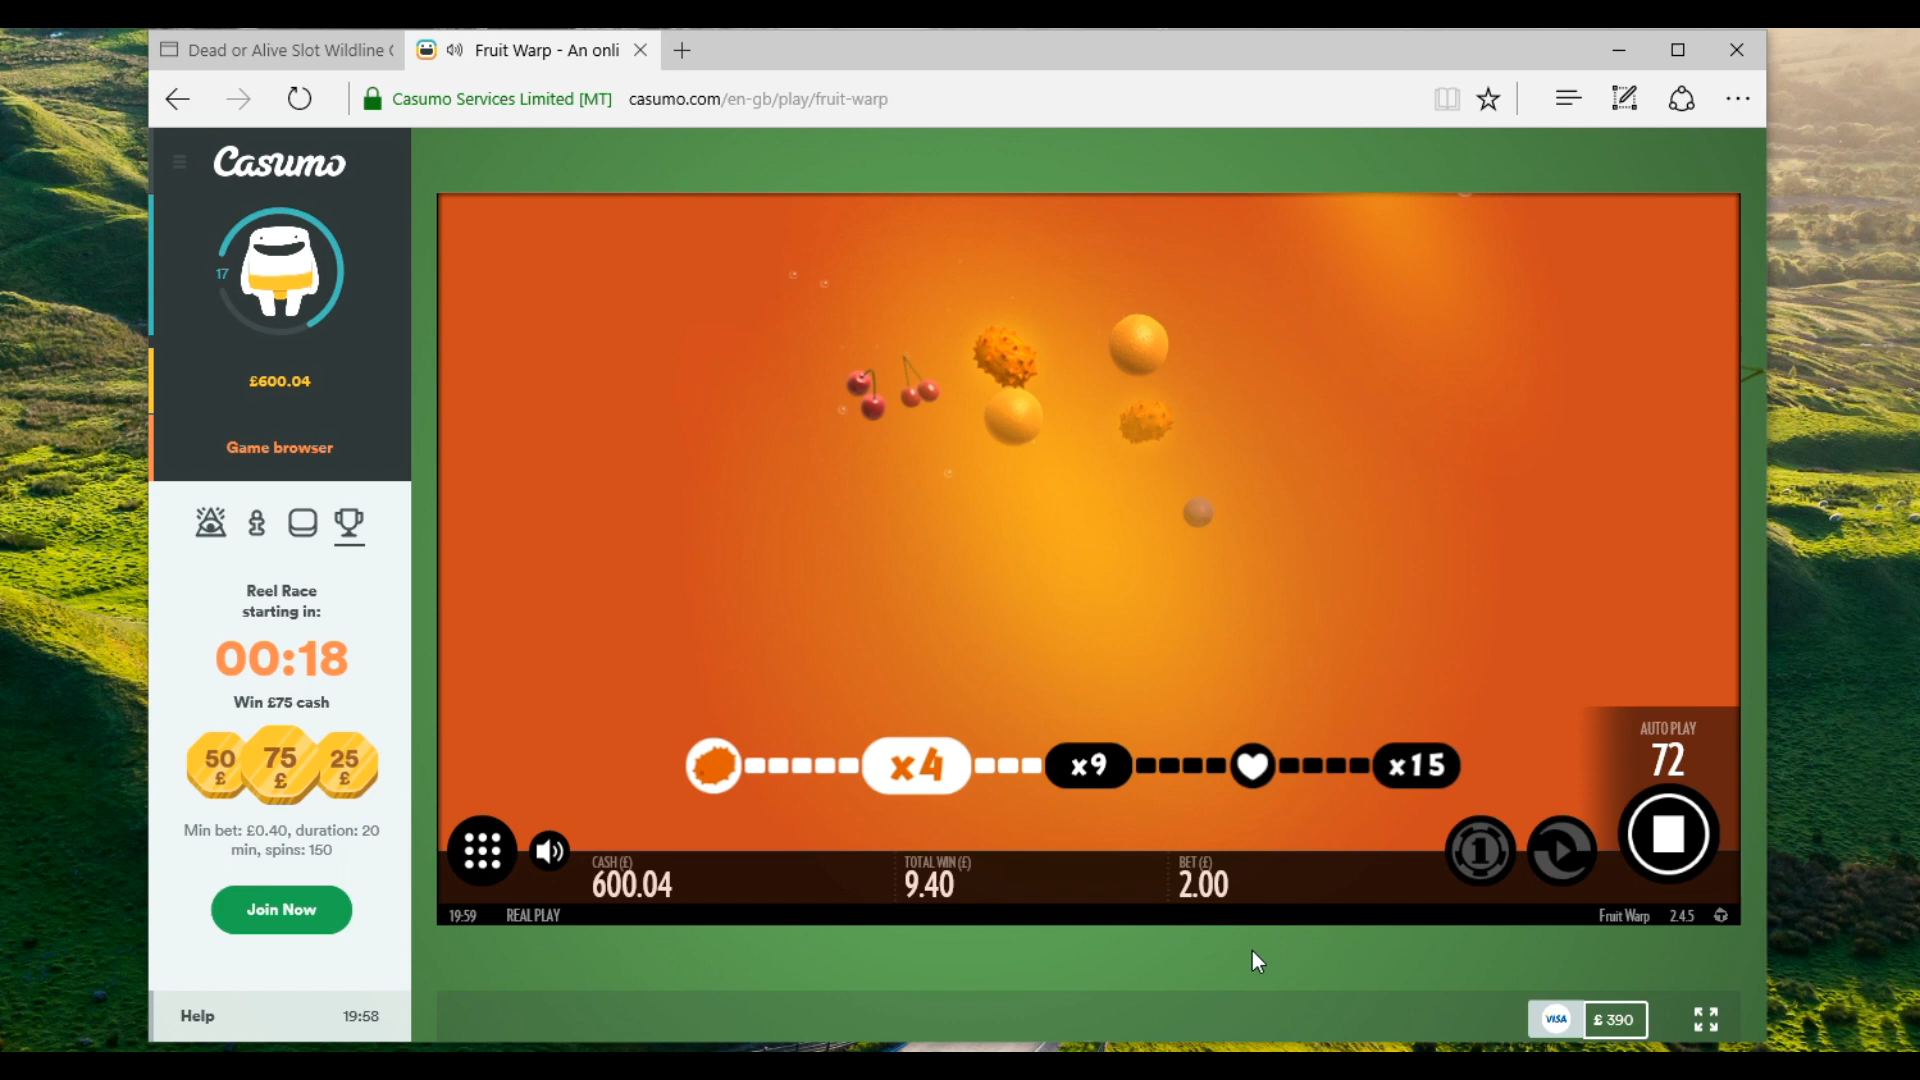 Dead or Alive Slot Wildline
Fruit Warp - An onli
Casumo Services Limited [MT]
casumo.com/en-gb/play/fruit-warp
Casumo
17
£600.04
Game browser
Reel Race
starting in:
00:18
Win £75 cash
50 £
75 £
25 £
Min bet: £0.40, duration: 20
min, spins: 150
Join Now
Help
19:58
x4
x9
x15
AUTO PLAY
72
1
CASH (£)
600.04
TOTAL WIN (£)
9.40
BET (£)
2.00
19:59
REAL PLAY
Fruit Warp
2.4.5
VISA
£ 390